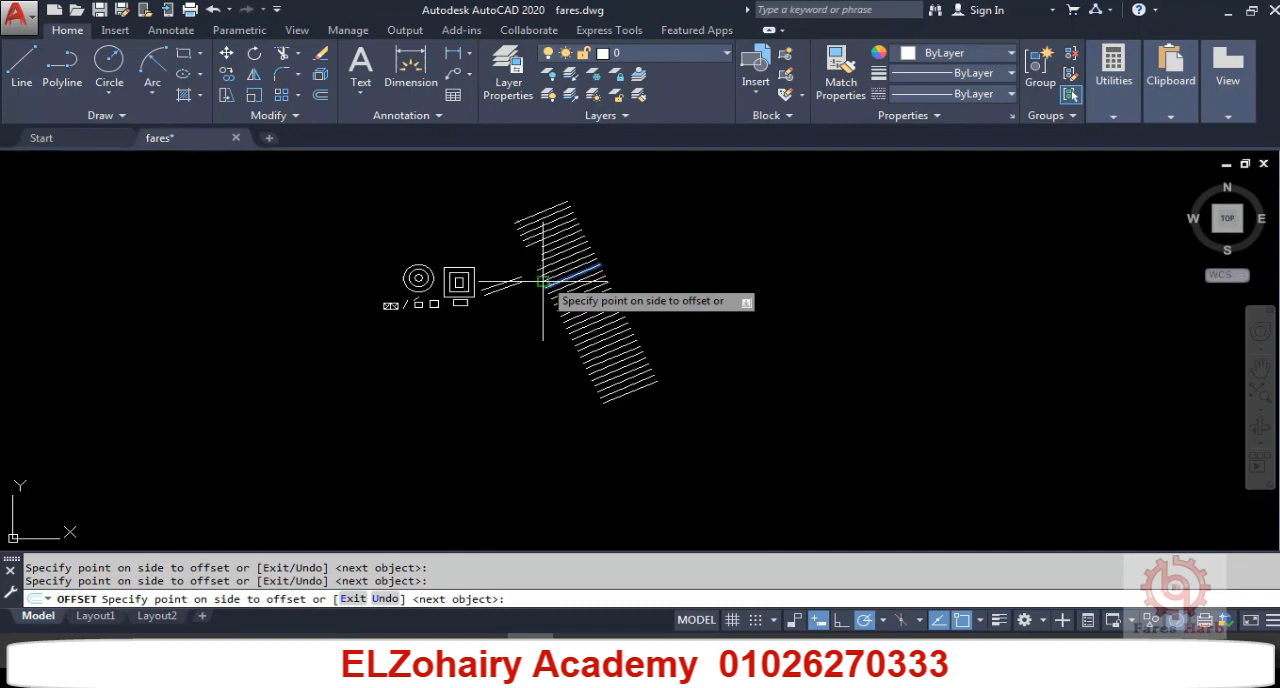 Autodesk AutoCAD 2020 fares.dwg
Type a keyword or phrase
Sign In
Home Insert Annotate Parametric View Manage Output Add-ins Collaborate Express Tools Featured Apps
Line Polyline Circle Arc
Text Dimension
Layer Properties
0
Insert
Match Properties
ByLayer
ByLayer
ByLayer
Group
Utilities
Clipboard
View
Draw Modify Annotation Layers Block Properties Groups
Start fares*
N
W TOP E
S
WCS
Specify point on side to offset or
Y
X
Specify point on side to offset or [Exit/Undo] <next object>:
Specify point on side to offset or [Exit/Undo] <next object>:
OFFSET Specify point on side to offset or [Exit Undo] <next object>:
Model Layout1 Layout2
MODEL
Fares Harb
ELZohairy Academy 01026270333